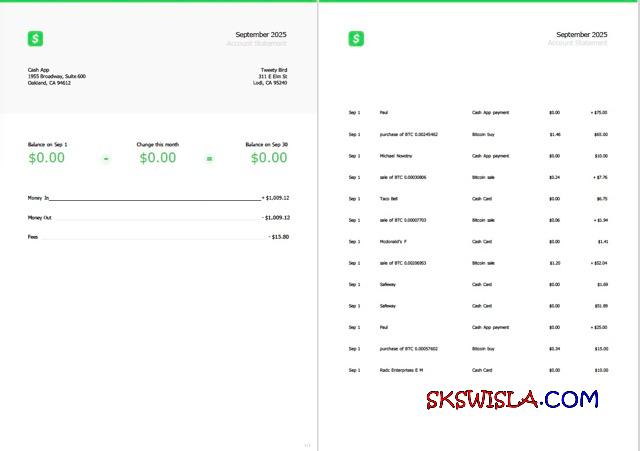 $
September 2025
Account Statement
Cash App
1955 Broadway, Suite 600
Oakland, CA 94612
Tweety Bird
311 E Elm St
Lodi, CA 95240
Balance on Sep 1
Change this month
Balance on Sep 30
$0.00 - $0.00 = $0.00
Money In + $1,009.12
Money Out - $1,009.12
Fees - $15.80
$
September 2025
Account Statement
Sep 1 Paul Cash App payment $0.00 + $75.00
Sep 1 purchase of BTC 0.00245462 Bitcoin buy $1.46 $65.00
Sep 1 Michael Novotny Cash App payment $0.00 $10.00
Sep 1 sale of BTC 0.00030806 Bitcoin sale $0.24 + $7.76
Sep 1 Taco Bell Cash Card $0.00 $6.75
Sep 1 sale of BTC 0.00007703 Bitcoin sale $0.06 + $1.94
Sep 1 Mcdonald's F Cash Card $0.00 $1.41
Sep 1 sale of BTC 0.00206953 Bitcoin sale $1.20 + $52.04
Sep 1 Safeway Cash Card $0.00 $1.69
Sep 1 Safeway Cash Card $0.00 $51.89
Sep 1 Paul Cash App payment $0.00 + $25.00
Sep 1 purchase of BTC 0.00057602 Bitcoin buy $0.34 $15.00
Sep 1 Radc Enterprises E M Cash Card $0.00 $10.00
SKSWISLA.COM